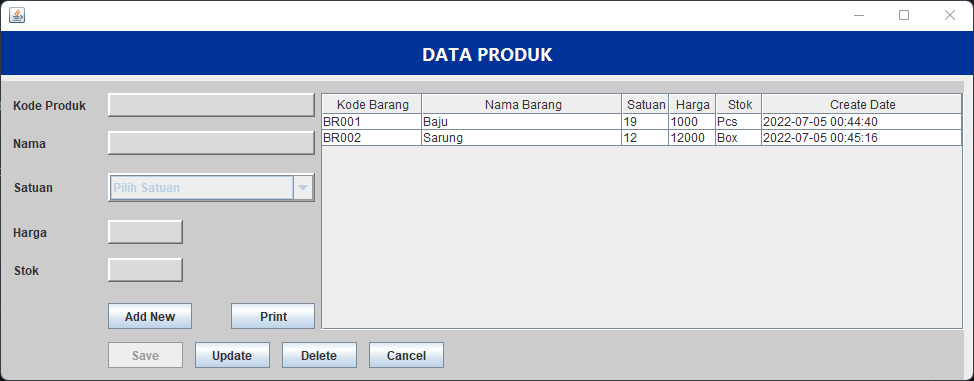 DATA PRODUK
Kode Produk
Nama
Satuan
Pilih Satuan
Harga
Stok
Add New Print
Save Update Delete Cancel
Kode Barang Nama Barang Satuan Harga Stok Create Date
BR001 Baju 19 1000 Pcs 2022-07-05 00:44:40
BR002 Sarung 12 12000 Box 2022-07-05 00:45:16